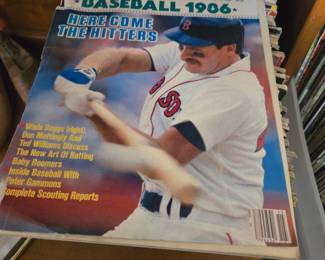 BASEBALL 1986
HERE COME
THE HITTERS
Wade Boggs (right),
Don Mattingly And
Ted Williams Discuss
The New Art Of Batting
Baby Boomers
Inside Baseball With
Peter Gammons
Complete Scouting Reports